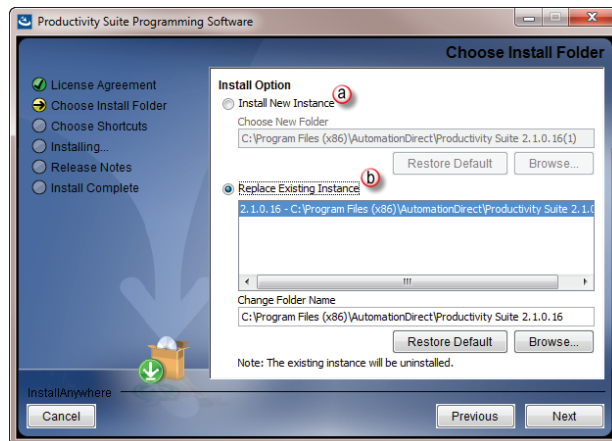 Productivity Suite Programming Software
Choose Install Folder
License Agreement
Choose Install Folder
Choose Shortcuts
Installing...
Release Notes
Install Complete
Install Option
Install New Instance
a
Choose New Folder
C:\Program Files (x86)\AutomationDirect\Productivity Suite 2.1.0.16(1)
Restore Default
Browse...
Replace Existing Instance
b
2.1.0.16 - C:\Program Files (x86)\AutomationDirect\Productivity Suite 2.1.0
Change Folder Name
C:\Program Files (x86)\AutomationDirect\Productivity Suite 2.1.0.16
Restore Default
Browse...
Note: The existing instance will be uninstalled.
InstallAnywhere
Cancel
Previous
Next